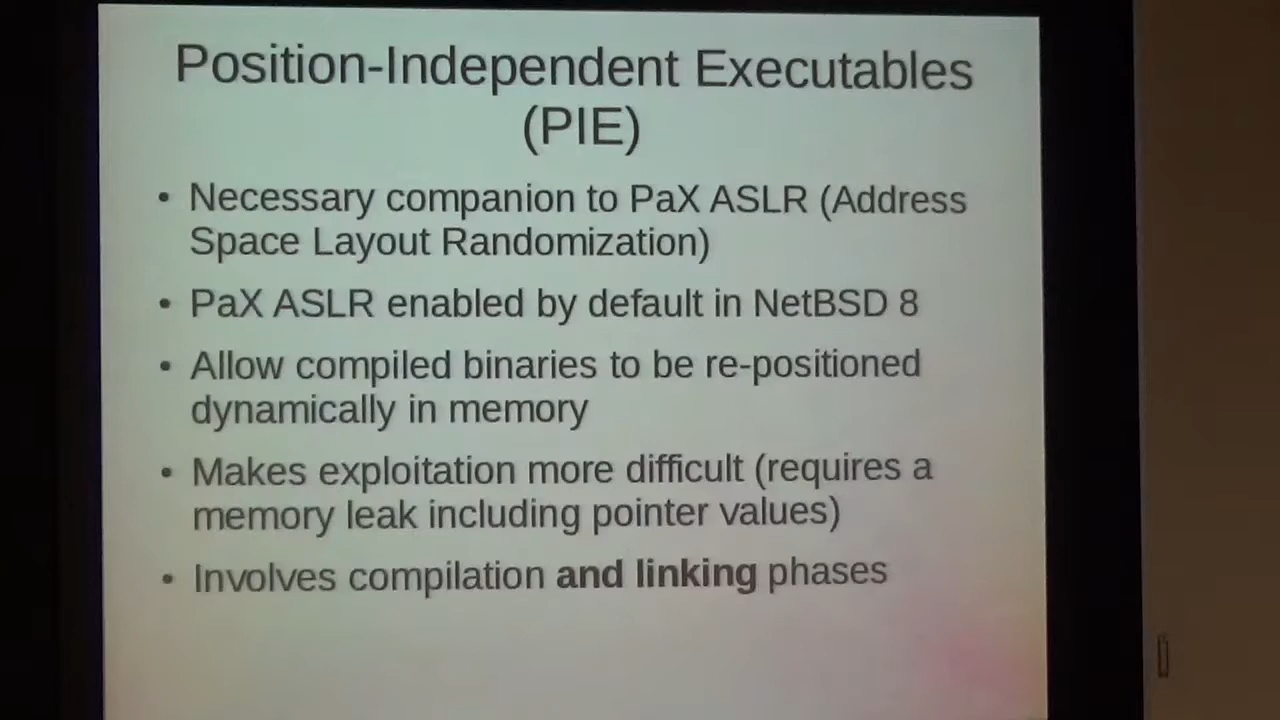 Position-Independent Executables
(PIE)
• Necessary companion to PaX ASLR (Address
Space Layout Randomization)
• PaX ASLR enabled by default in NetBSD 8
• Allow compiled binaries to be re-positioned
dynamically in memory
• Makes exploitation more difficult (requires a
memory leak including pointer values)
• Involves compilation and linking phases